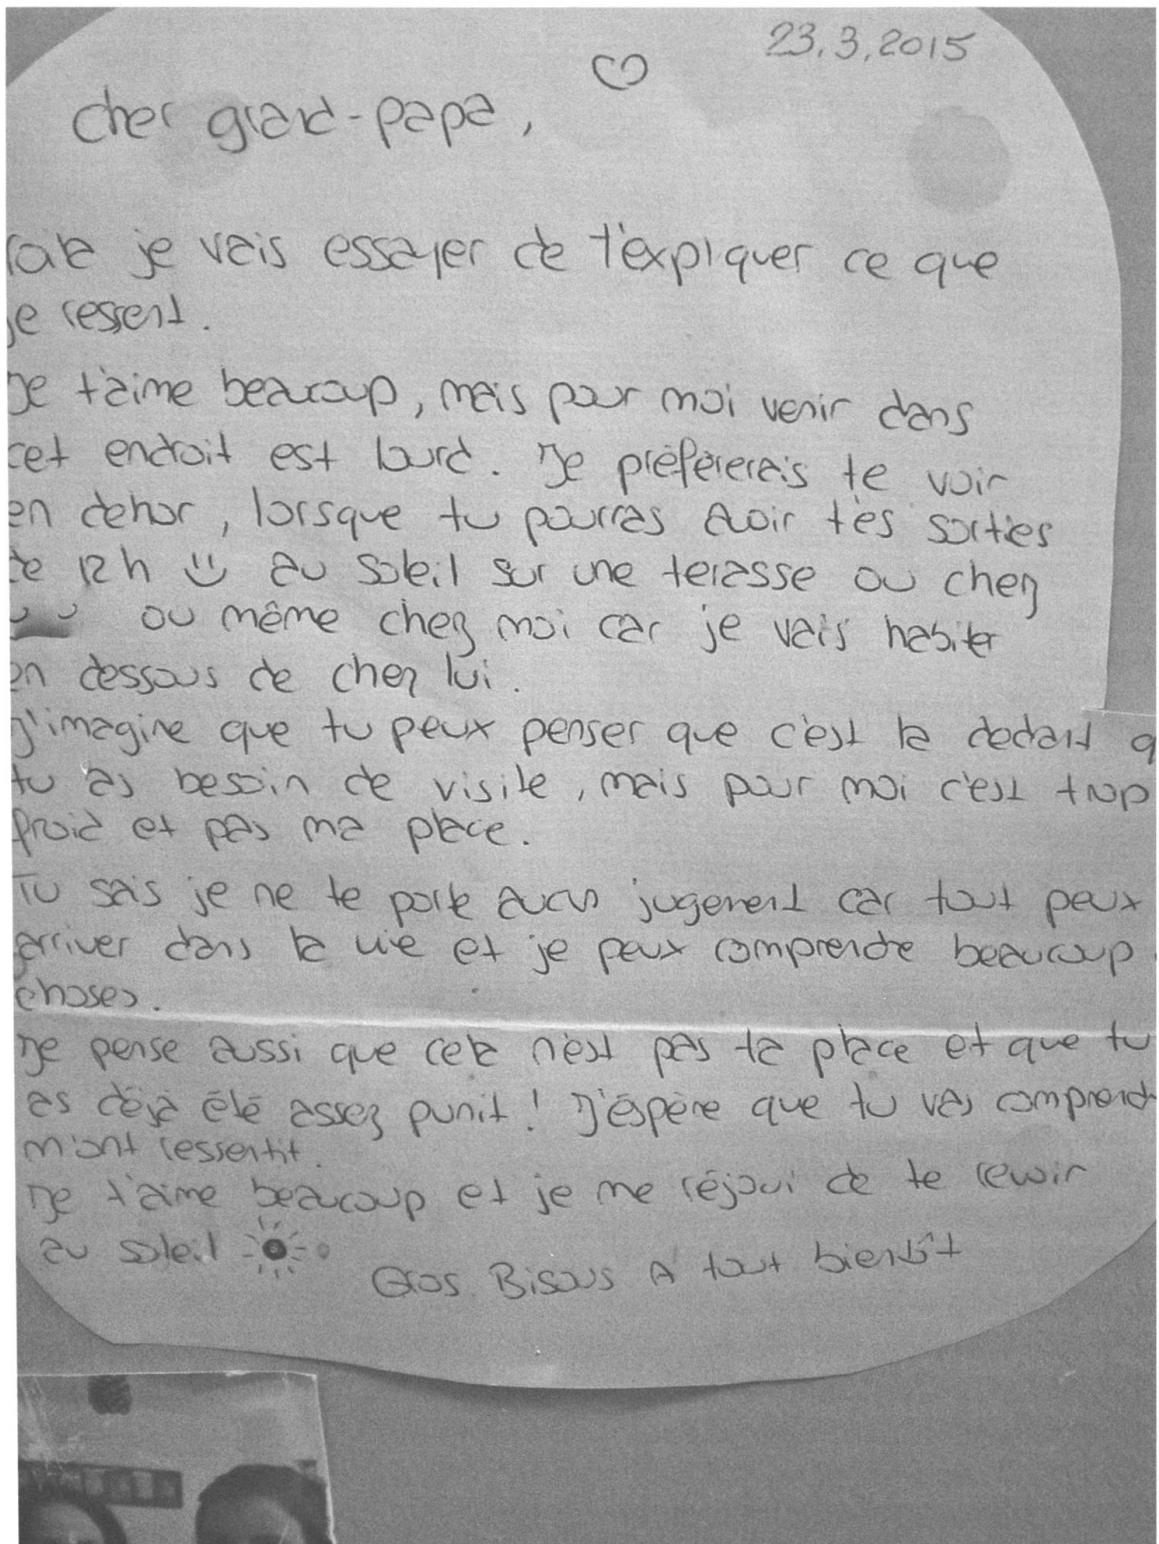 23.3.2015
Cher grand-papa,
oila je vais essayer de t'expliquer ce que
je ressent.
Je t'aime beaucoup, mais pour moi venir dans
cet endroit est lourd. Je préfèrerais te voir
en dehor, lorsque tu pourras avoir tes sorties
de 12h au soleil sur une terasse ou chez
ou même chez moi car je vais habiter
en dessous de chez lui.
J'imagine que tu peux penser que c'est la dedant q
tu as besoin de visite, mais pour moi c'est trop
froid et pas ma place.
Tu sais je ne te porte aucun jugement car tout peux
arriver dans la vie et je peux comprendre beaucoup
choses.
Je pense aussi que cela n'est pas ta place et que tu
as déjà été assez punit! J'éspère que tu vas comprend
m'ont ressentit.
Je t'aime beaucoup et je me réjoui de te revoir
au soleil
Gros Bisous A tout bientôt